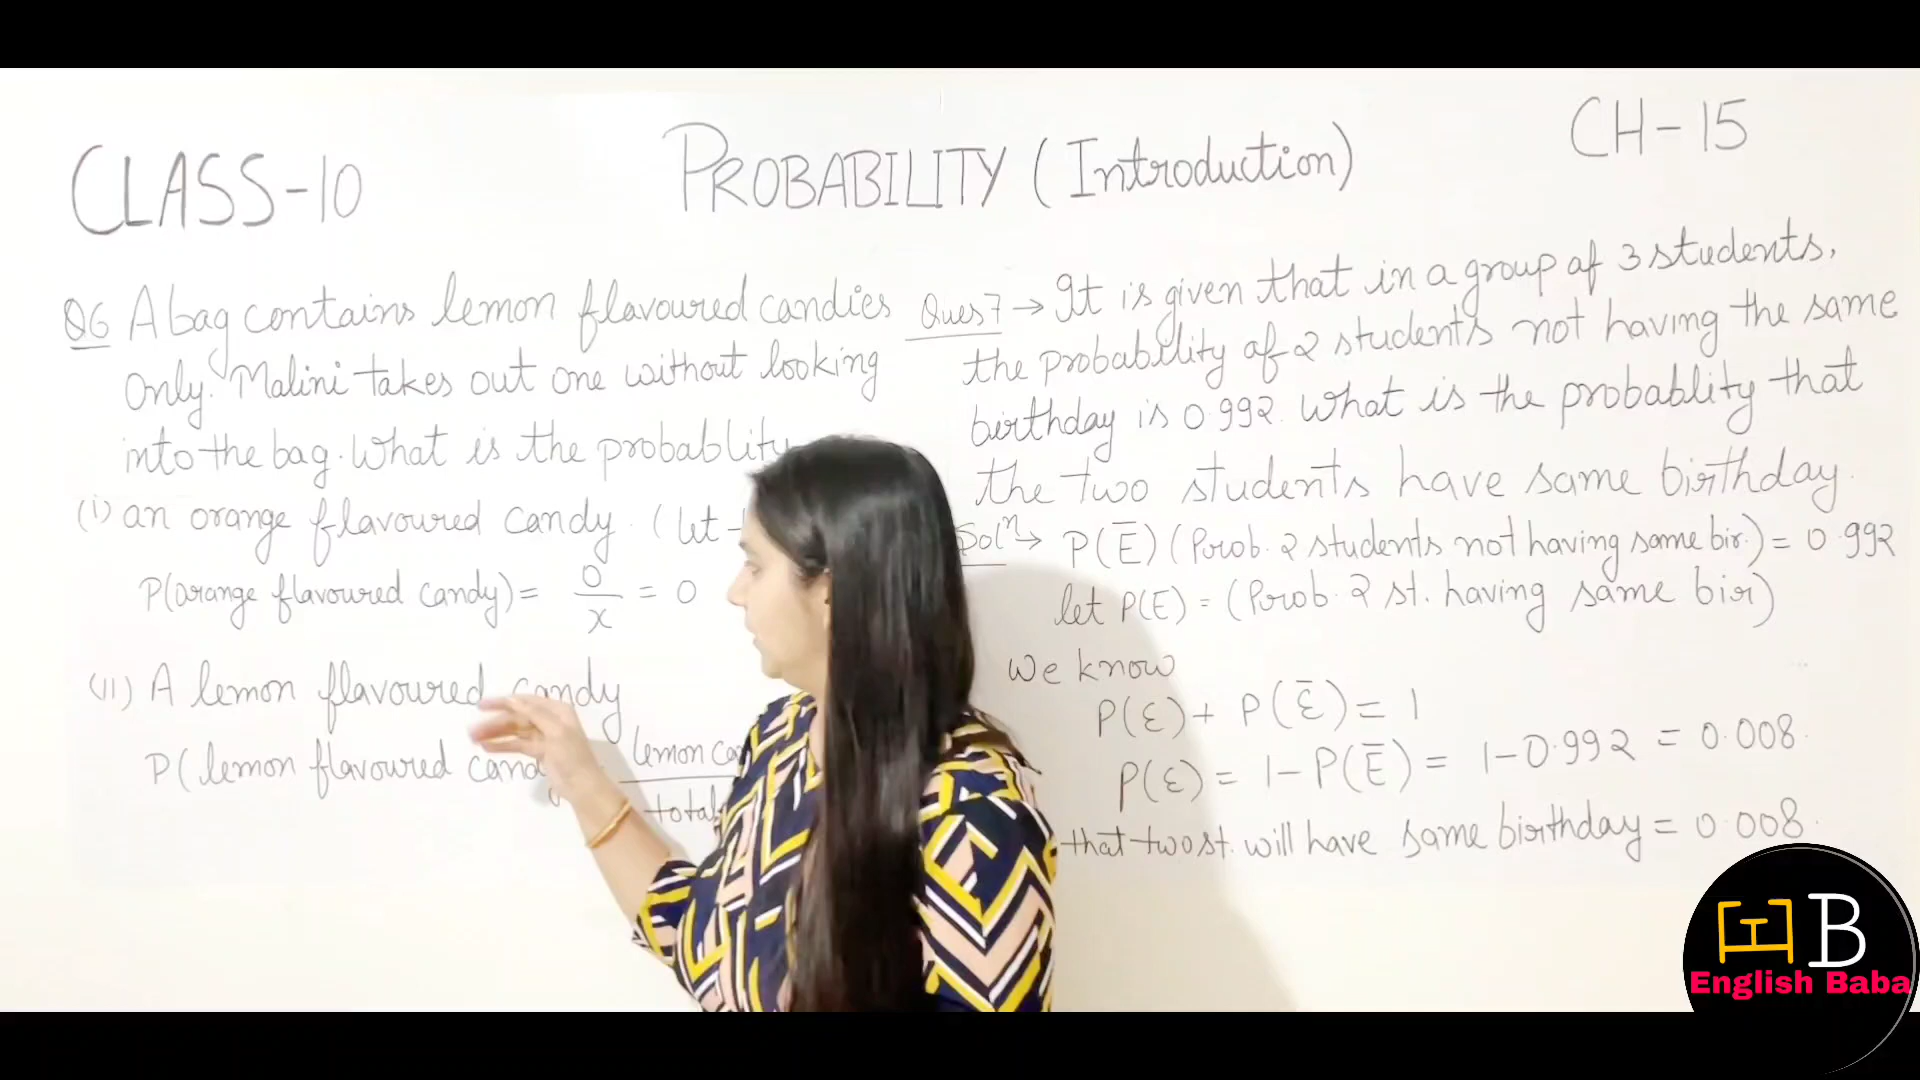 CLASS-10
PROBABILITY (Introduction)
CH-15
Q6 A bag contains lemon flavoured candies
Only. Malini takes out one without looking
into the bag. What is the probablity
(i) an orange flavoured candy. (let
P(orange flavoured candy) = 0/x = 0
(II) A lemon flavoured candy
P(lemon flavoured cand
lemon
total
Ques 7 → It is given that in a group of 3 students,
the probability of 2 students not having the same
birthday is 0.992. What is the probablity that
the two students have same birthday.
Solⁿ → P(E̅) (Prob. 2 students not having same bir.) = 0.992
let P(E) = (Prob. 2 st. having same bir)
We know
P(E) + P(E̅) = 1
P(E) = 1 - P(E̅) = 1 - 0.992 = 0.008.
that two st. will have same birthday = 0.008.
HB
English Baba